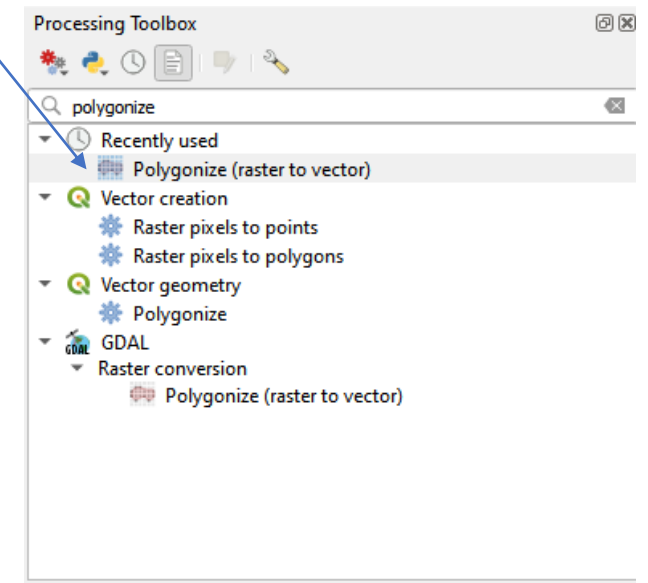 Processing Toolbox
polygonize
Recently used
Polygonize (raster to vector)
Vector creation
Raster pixels to points
Raster pixels to polygons
Vector geometry
Polygonize
GDAL GDAL
Raster conversion
Polygonize (raster to vector)